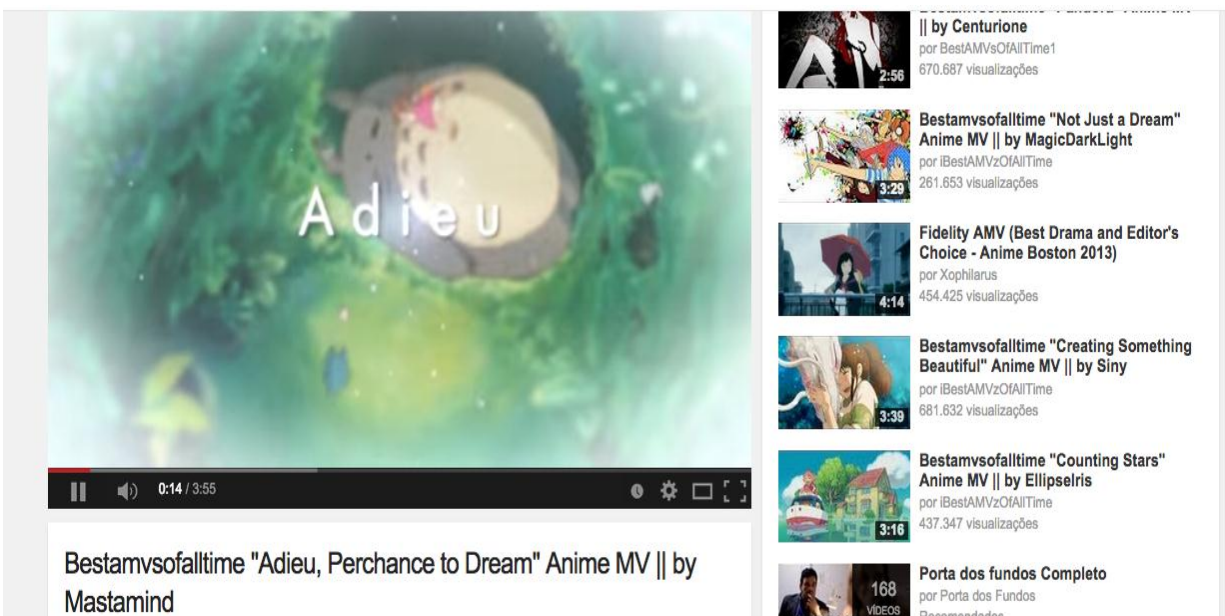 Adieu
0:14 / 3:55
Bestamvsofalltime "Adieu, Perchance to Dream" Anime MV || by
Mastamind
|| by Centurione
por BestAMVsOfAllTime1
670.687 visualizações
2:56
Bestamvsofalltime "Not Just a Dream"
Anime MV || by MagicDarkLight
por iBestAMVzOfAllTime
261.653 visualizações
3:29
Fidelity AMV (Best Drama and Editor's
Choice - Anime Boston 2013)
por Xophilarus
454.425 visualizações
4:14
Bestamvsofalltime "Creating Something
Beautiful" Anime MV || by Siny
por iBestAMVzOfAllTime
681.632 visualizações
3:39
Bestamvsofalltime "Counting Stars"
Anime MV || by EllipseIris
por iBestAMVzOfAllTime
437.347 visualizações
3:16
Porta dos fundos Completo
por Porta dos Fundos
Recomendados
168
VÍDEOS